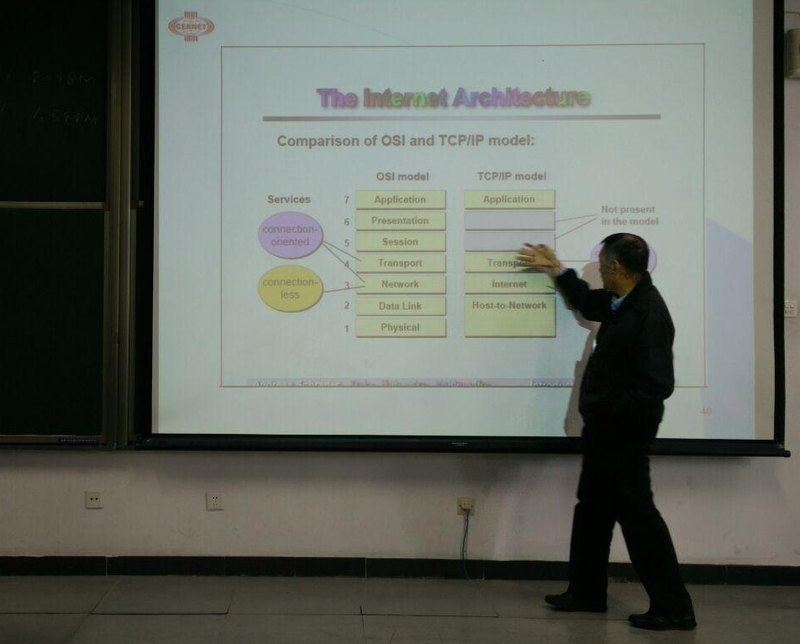 CERNET
The Internet Architecture
Comparison of OSI and TCP/IP model:
OSI model
TCP/IP model
Services
7
Application
Application
Not present
in the model
6
Presentation
connection-
oriented
5
Session
4
Transport
connection-
less
3
Network
Internet
2
Data Link
Host-to-Network
1
Physical
40